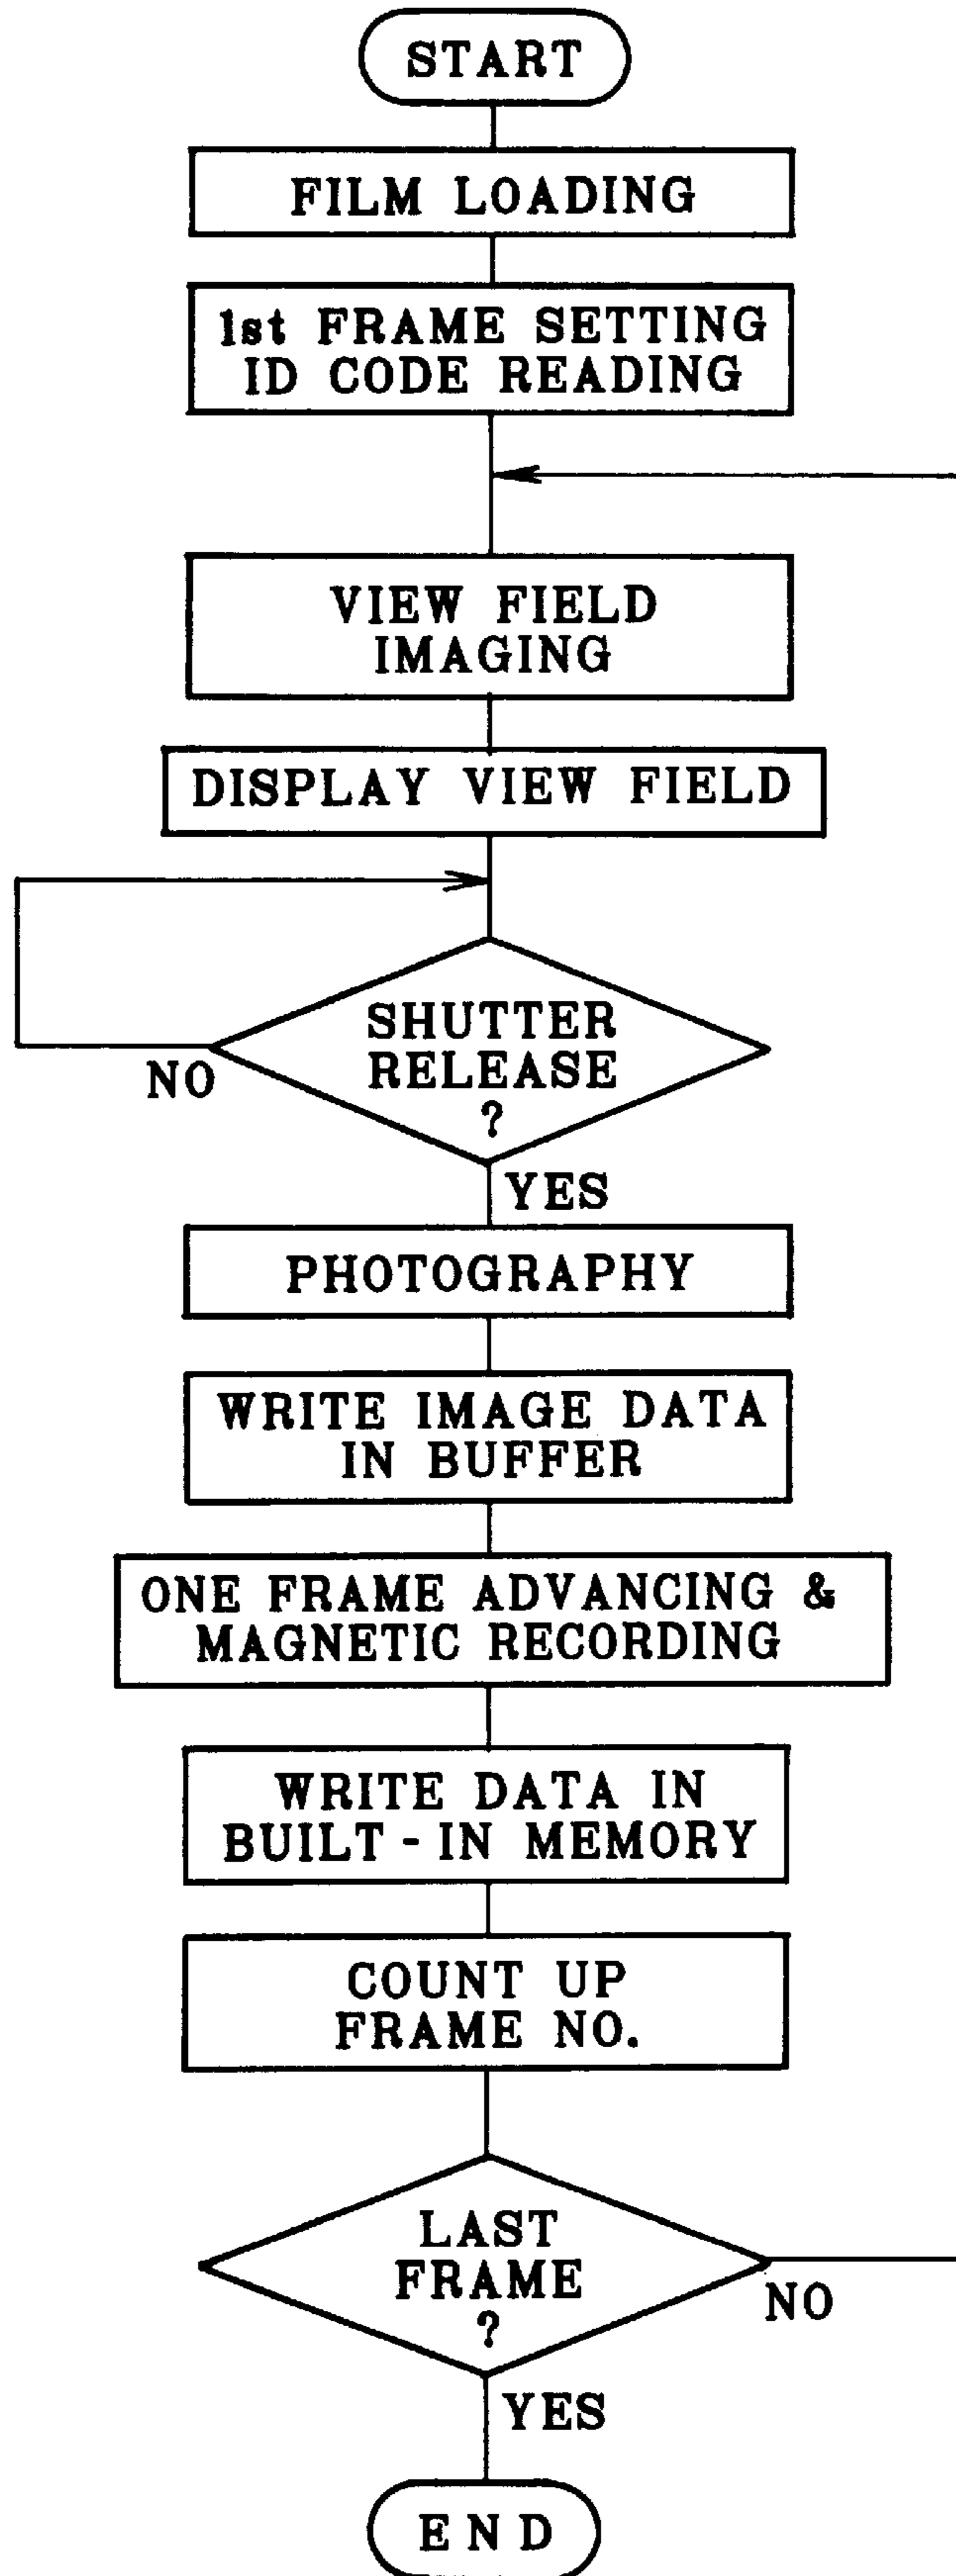 START
FILM LOADING
1st FRAME SETTING
ID CODE READING
VIEW FIELD
IMAGING
DISPLAY VIEW FIELD
SHUTTER
RELEASE
?
NO
YES
PHOTOGRAPHY
WRITE IMAGE DATA
IN BUFFER
ONE FRAME ADVANCING &
MAGNETIC RECORDING
WRITE DATA IN
BUILT - IN MEMORY
COUNT UP
FRAME NO.
LAST
FRAME
?
NO
YES
END